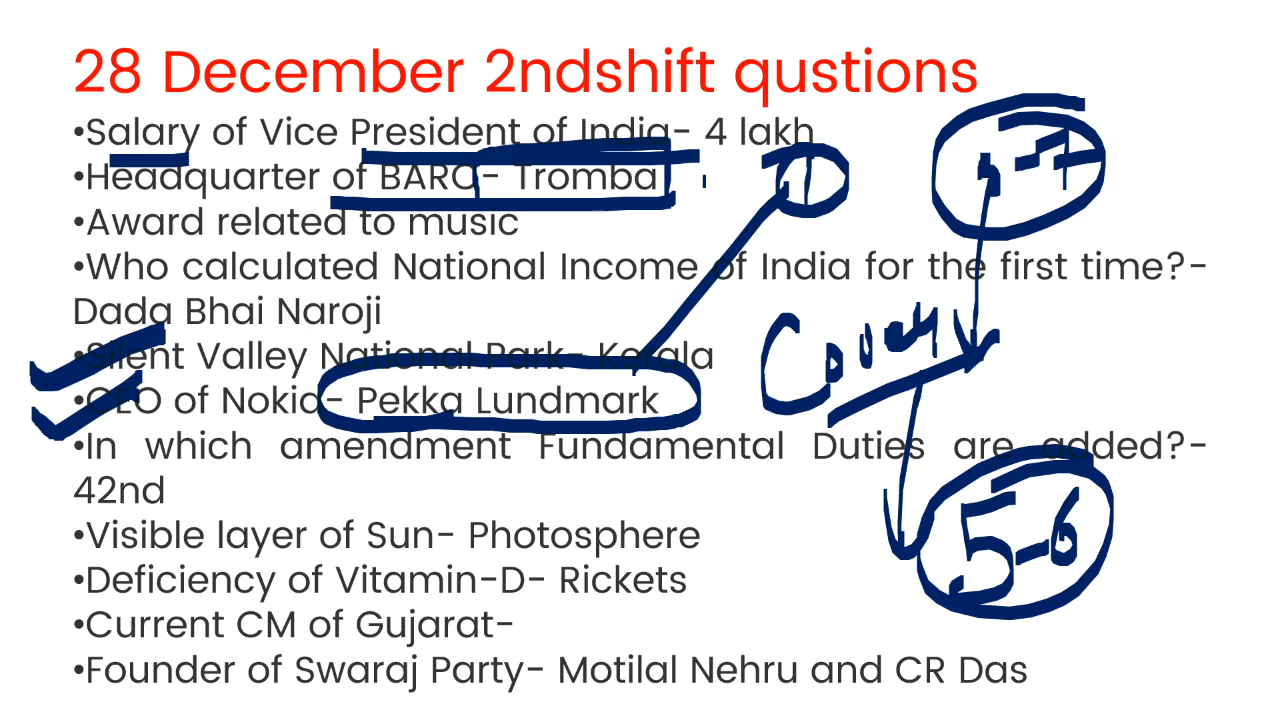 28 December 2ndshift qustions
•Salary of Vice President of India- 4 lakh
•Headquarter of BARC- Tromba
•Award related to music
•Who calculated National Income of India for the first time?-
Dada Bhai Naroji
•Silent Valley National Park- Kerala
•CEO of Nokia- Pekka Lundmark
•In which amendment Fundamental Duties are added?-
42nd
•Visible layer of Sun- Photosphere
•Deficiency of Vitamin-D- Rickets
•Current CM of Gujarat-
•Founder of Swaraj Party- Motilal Nehru and CR Das
5-6